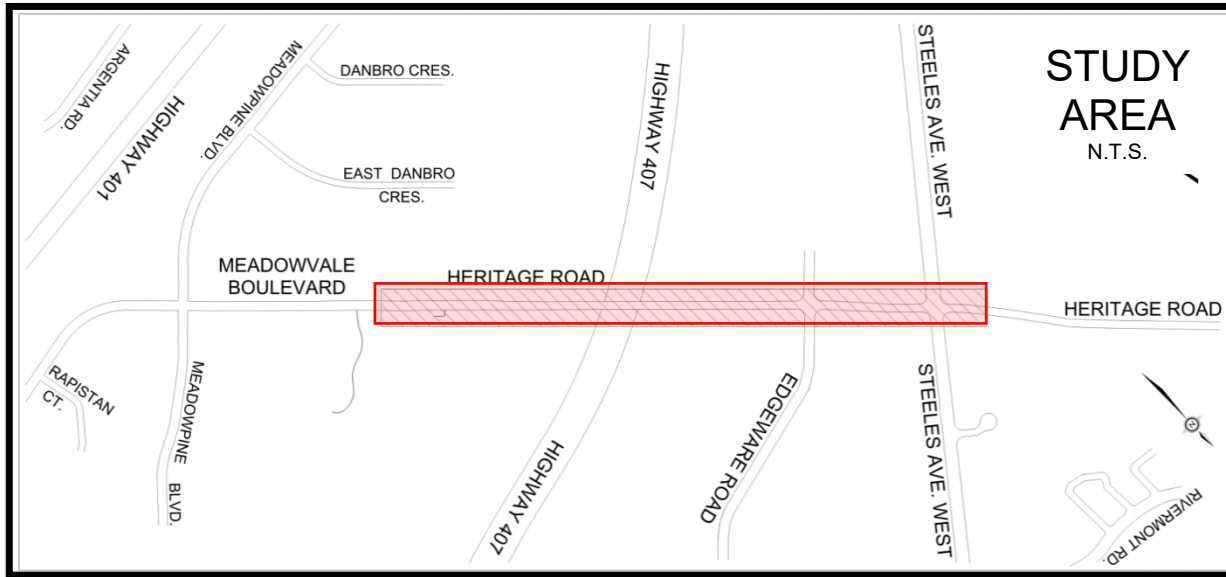 STUDY
AREA
N.T.S.
ARGENTIA RD.
HIGHWAY 401
MEADOWPINE BLVD.
DANBRO CRES.
EAST DANBRO
CRES.
HIGHWAY 407
STEELES AVE. WEST
MEADOWVALE
BOULEVARD
HERITAGE ROAD
HERITAGE ROAD
RAPISTAN
CT.
MEADOWPINE
BLVD.
HIGHWAY 407
EDGEWARE ROAD
STEELES AVE. WEST
RIVERMONT RD.